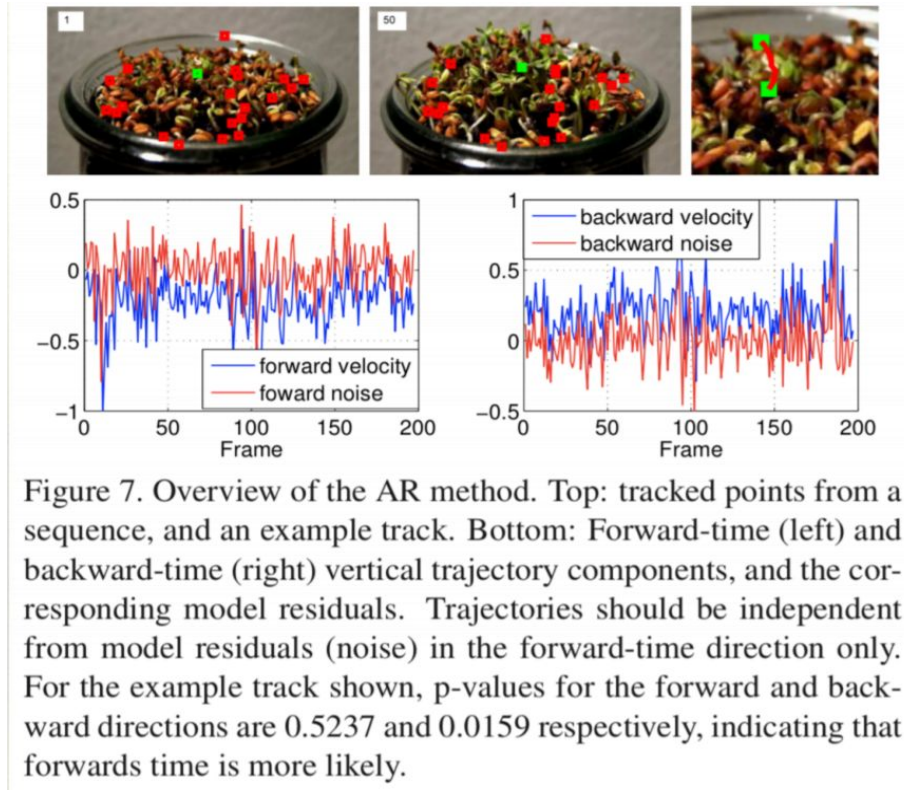 1
50
0.5
0
−0.5
−1
0
50
100
150
200
Frame
forward velocity
foward noise
1
0.5
0
−0.5
0
50
100
150
200
Frame
backward velocity
backward noise
Figure 7. Overview of the AR method. Top: tracked points from a
sequence, and an example track. Bottom: Forward-time (left) and
backward-time (right) vertical trajectory components, and the cor-
responding model residuals. Trajectories should be independent
from model residuals (noise) in the forward-time direction only.
For the example track shown, p-values for the forward and back-
ward directions are 0.5237 and 0.0159 respectively, indicating that
forwards time is more likely.